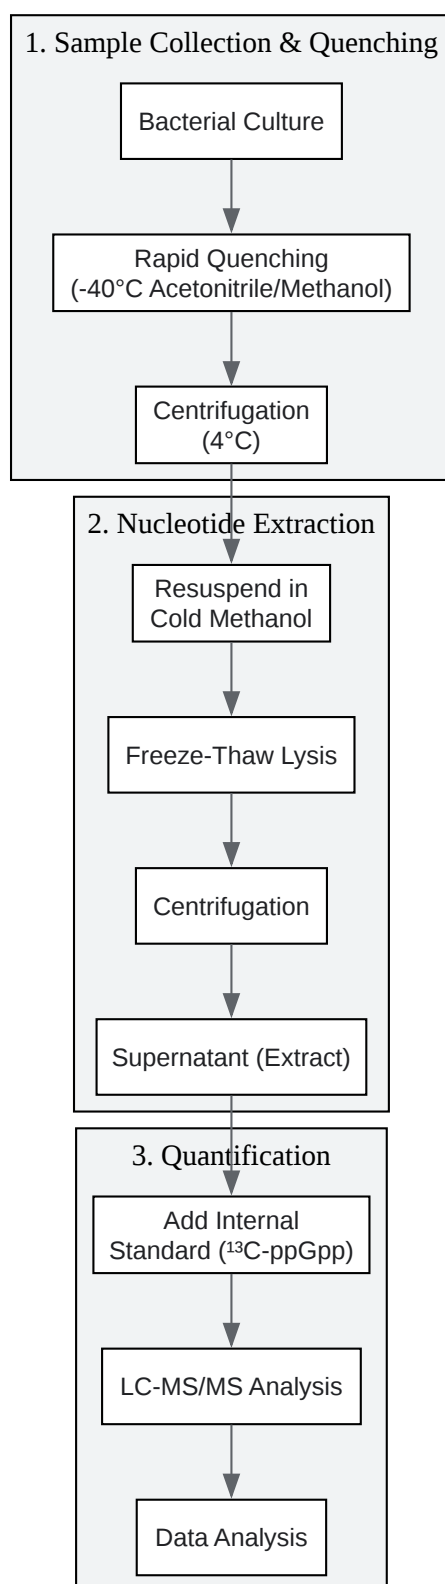 1. Sample Collection & Quenching
Bacterial Culture
Rapid Quenching
(-40°C Acetonitrile/Methanol)
Centrifugation
(4°C)
2. Nucleotide Extraction
Resuspend in
Cold Methanol
Freeze-Thaw Lysis
Centrifugation
Supernatant (Extract)
3. Quantification
Add Internal
Standard (¹³C-ppGpp)
LC-MS/MS Analysis
Data Analysis